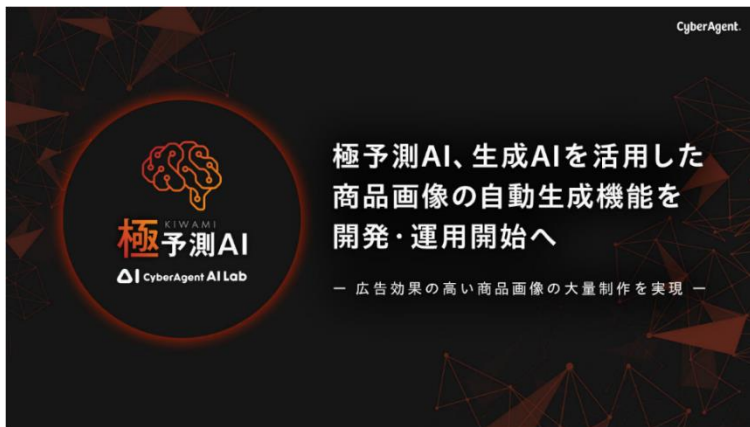 CyberAgent.
KIWAMI
極予測AI
AI CyberAgent AI Lab
極予測AI、生成AIを活用した
商品画像の自動生成機能を
開発・運用開始へ
ー 広告効果の高い商品画像の大量制作を実現 ー